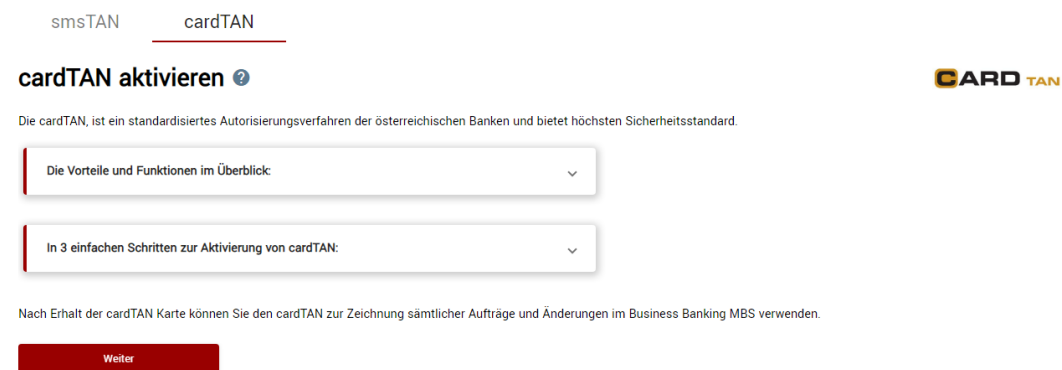 smsTAN cardTAN
cardTAN aktivieren ?
CARD TAN
Die cardTAN, ist ein standardisiertes Autorisierungsverfahren der österreichischen Banken und bietet höchsten Sicherheitsstandard.
Die Vorteile und Funktionen im Überblick:
In 3 einfachen Schritten zur Aktivierung von cardTAN:
Nach Erhalt der cardTAN Karte können Sie den cardTAN zur Zeichnung sämtlicher Aufträge und Änderungen im Business Banking MBS verwenden.
Weiter